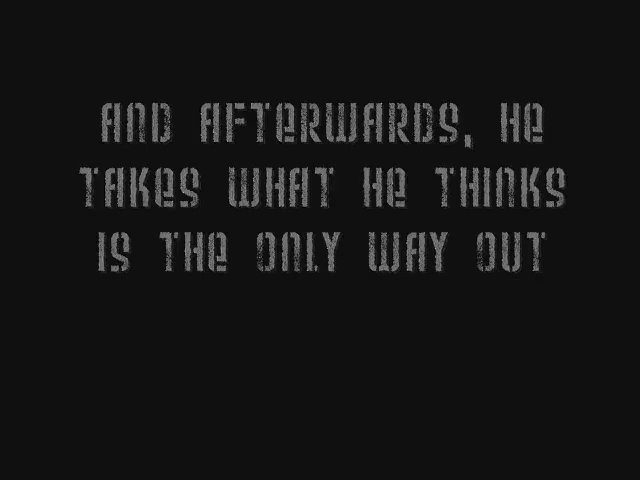 AND AFTERWARDS, HE
TAKES WHAT HE THINKS
IS THE ONLY WAY OUT